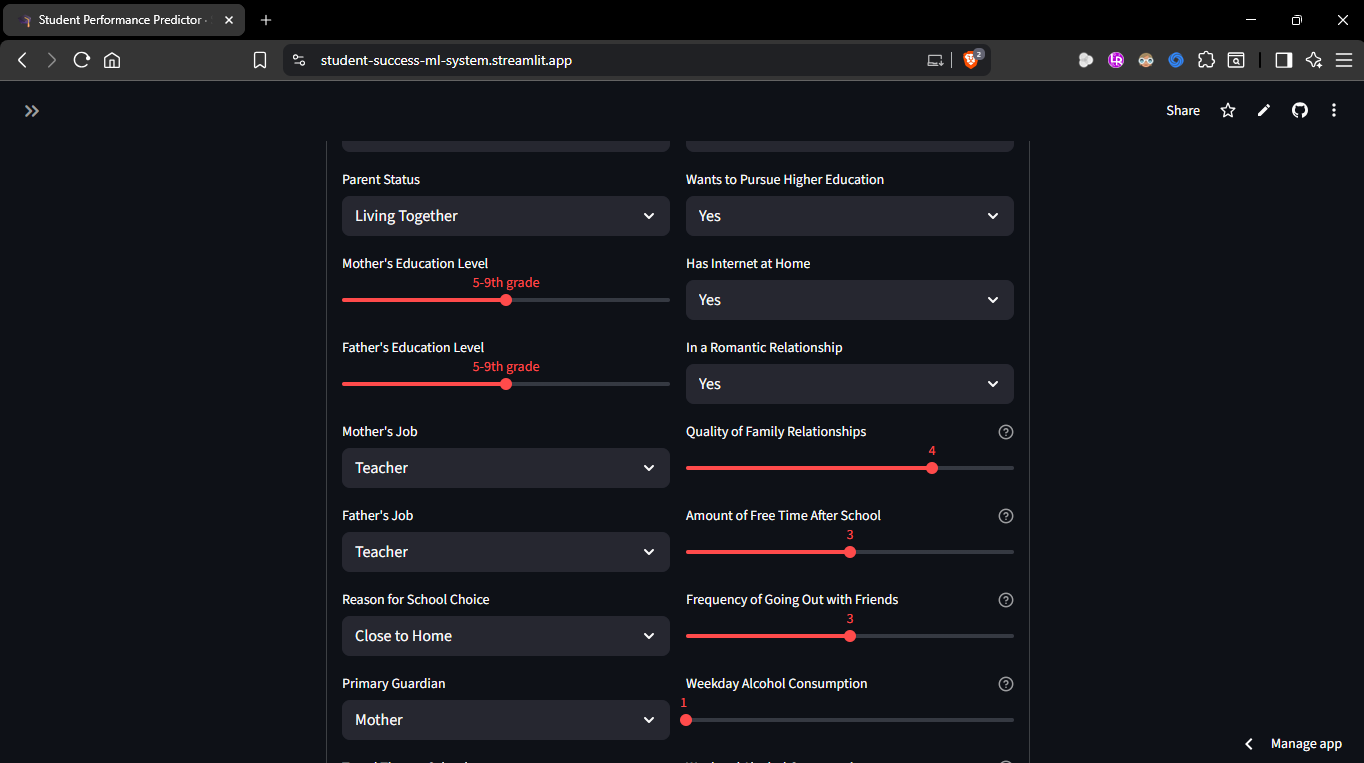 Student Performance Predictor ·
student-success-ml-system.streamlit.app
2
LR
Share
Parent Status
Living Together
Wants to Pursue Higher Education
Yes
Mother's Education Level
5-9th grade
Has Internet at Home
Yes
Father's Education Level
5-9th grade
In a Romantic Relationship
Yes
Mother's Job
Teacher
Quality of Family Relationships
4
Father's Job
Teacher
Amount of Free Time After School
3
Reason for School Choice
Close to Home
Frequency of Going Out with Friends
3
Primary Guardian
Mother
Weekday Alcohol Consumption
1
Manage app